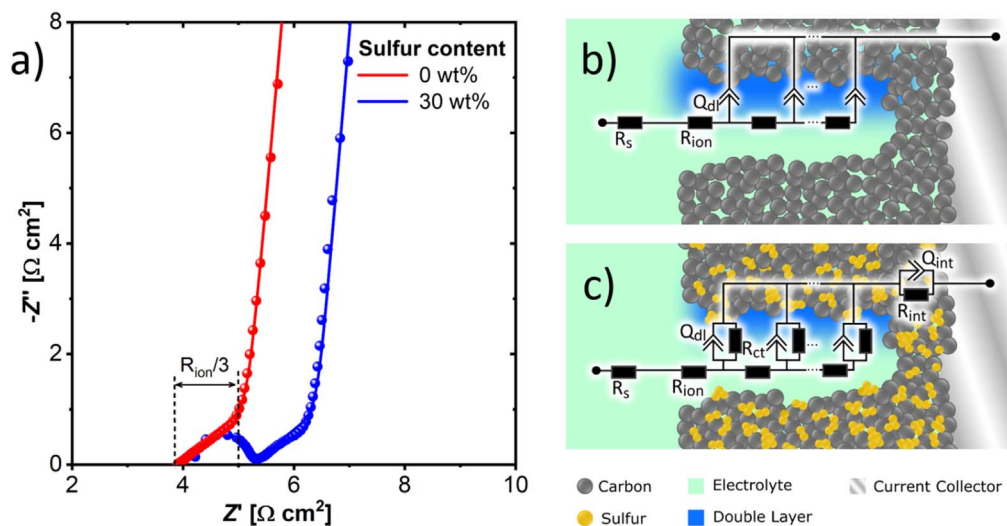 a)
8
6
4
2
0
-Z'' [Ω cm²]
Sulfur content
0 wt%
30 wt%
R_ion/3
2 4 6 8 10
Z' [Ω cm²]
b)
Q_dl
...
...
R_s R_ion ...
c)
Q_int
R_int
...
Q_dl R_ct ...
R_s R_ion ...
Carbon Electrolyte Current Collector
Sulfur Double Layer